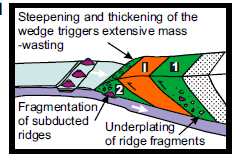 Steepening and thickening of the
wedge triggers extensive mass
-wasting
I
1
2
Fragmentation
of subducted
ridges
Underplating
of ridge fragments